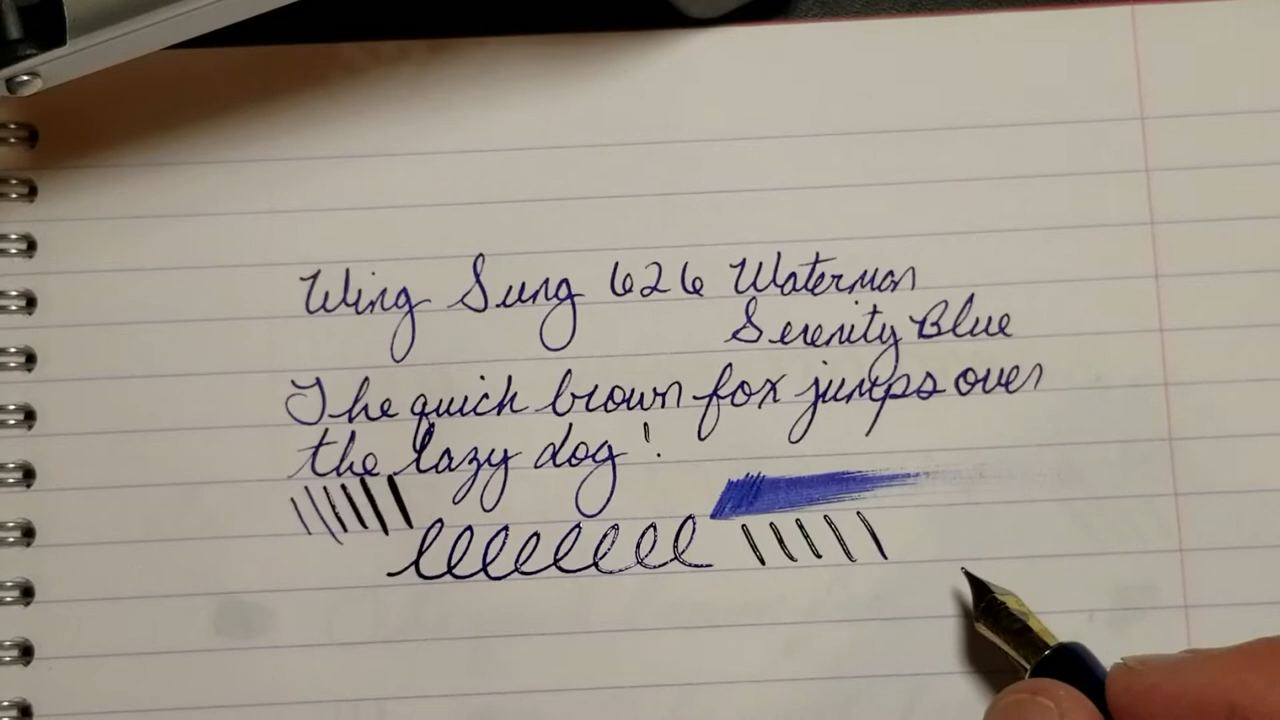 Wing Sung 626 Waterman
Serenity Blue
The quick brown fox jumps over
the lazy dog!